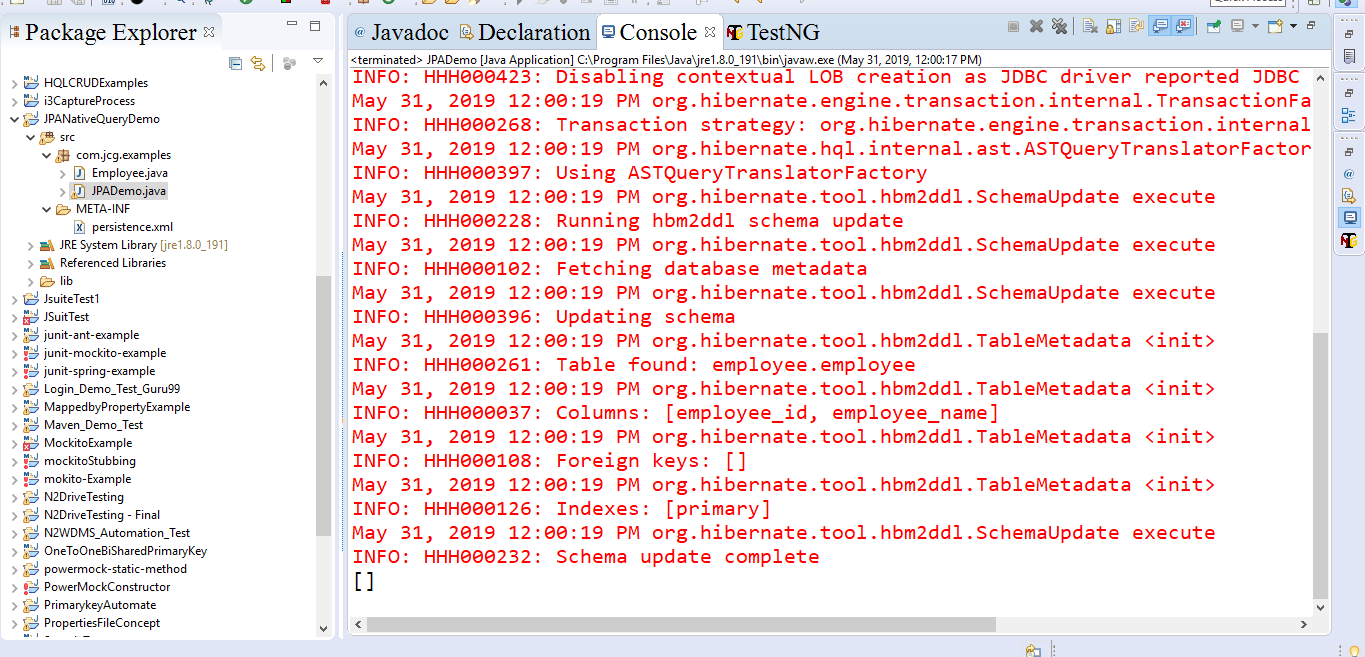 Package Explorer
HQLCRUDExamples
i3CaptureProcess
JPANativeQueryDemo
src
com.jcg.examples
Employee.java
JPADemo.java
META-INF
persistence.xml
JRE System Library [jre1.8.0_191]
Referenced Libraries
lib
JsuiteTest1
JSuitTest
junit-ant-example
junit-mockito-example
junit-spring-example
Login_Demo_Test_Guru99
MappedbyPropertyExample
Maven_Demo_Test
MockitoExample
mockitoStubbing
mokito-Example
N2DriveTesting
N2DriveTesting - Final
N2WDMS_Automation_Test
OneToOneBiSharedPrimaryKey
powermock-static-method
PowerMockConstructor
PrimarykeyAutomate
PropertiesFileConcept
@ Javadoc Declaration Console TestNG
<terminated> JPADemo [Java Application] C:\Program Files\Java\jre1.8.0_191\bin\javaw.exe (May 31, 2019, 12:00:17 PM)
INFO: HHH000423: Disabling contextual LOB creation as JDBC driver reported JDBC
May 31, 2019 12:00:19 PM org.hibernate.engine.transaction.internal.TransactionFa
INFO: HHH000268: Transaction strategy: org.hibernate.engine.transaction.internal
May 31, 2019 12:00:19 PM org.hibernate.hql.internal.ast.ASTQueryTranslatorFactor
INFO: HHH000397: Using ASTQueryTranslatorFactory
May 31, 2019 12:00:19 PM org.hibernate.tool.hbm2ddl.SchemaUpdate execute
INFO: HHH000228: Running hbm2ddl schema update
May 31, 2019 12:00:19 PM org.hibernate.tool.hbm2ddl.SchemaUpdate execute
INFO: HHH000102: Fetching database metadata
May 31, 2019 12:00:19 PM org.hibernate.tool.hbm2ddl.SchemaUpdate execute
INFO: HHH000396: Updating schema
May 31, 2019 12:00:19 PM org.hibernate.tool.hbm2ddl.TableMetadata <init>
INFO: HHH000261: Table found: employee.employee
May 31, 2019 12:00:19 PM org.hibernate.tool.hbm2ddl.TableMetadata <init>
INFO: HHH000037: Columns: [employee_id, employee_name]
May 31, 2019 12:00:19 PM org.hibernate.tool.hbm2ddl.TableMetadata <init>
INFO: HHH000108: Foreign keys: []
May 31, 2019 12:00:19 PM org.hibernate.tool.hbm2ddl.TableMetadata <init>
INFO: HHH000126: Indexes: [primary]
May 31, 2019 12:00:19 PM org.hibernate.tool.hbm2ddl.SchemaUpdate execute
INFO: HHH000232: Schema update complete
[]